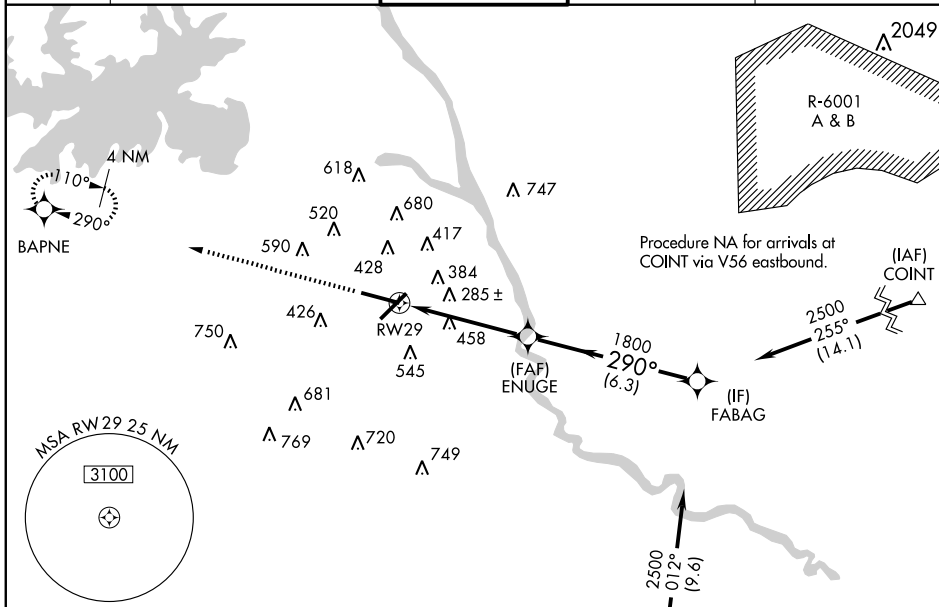 2049
R-6001
A & B
4 NM
110°
290°
BAPNE
618
747
680
520
417
590
428
384
285 ±
Procedure NA for arrivals at
COINT via V56 eastbound.
(IAF)
COINT
2500
255°
(14.1)
426
RW29
458
750
545
(FAF)
ENUGE
1800
290°
(6.3)
(IF)
FABAG
681
769
720
749
MSA RW 29 25 NM
3100
2500
012°
(9.6)